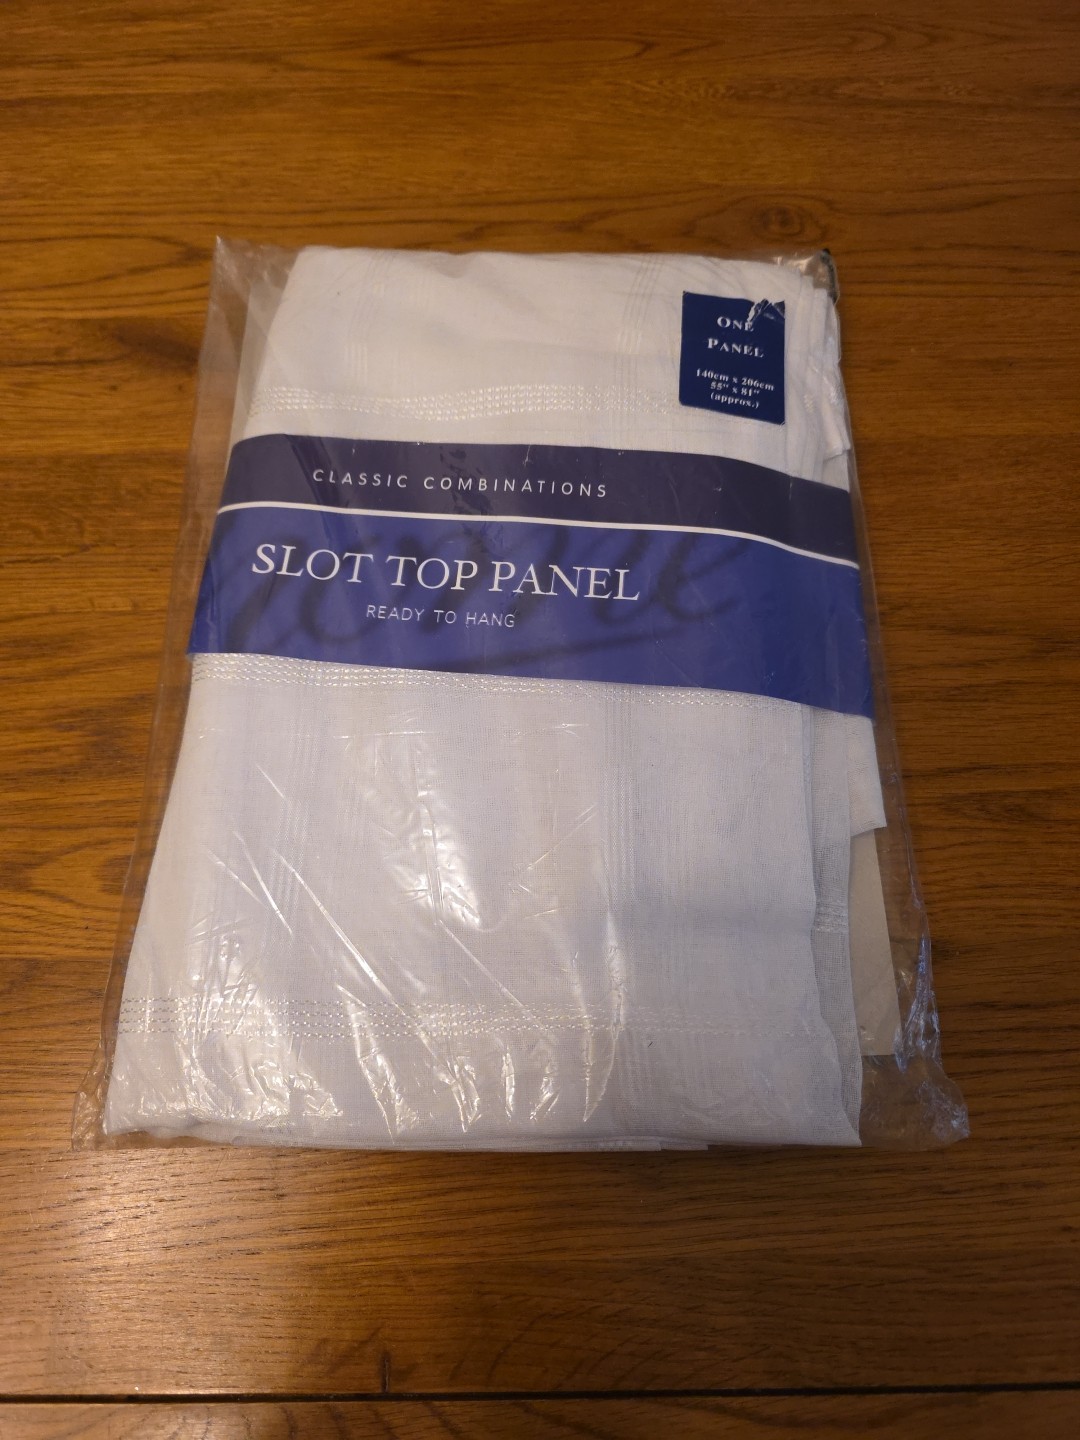 ONE
PANEL
140cm x 206cm
55" x 81"
(approx.)
CLASSIC COMBINATIONS
SLOT TOP PANEL
READY TO HANG